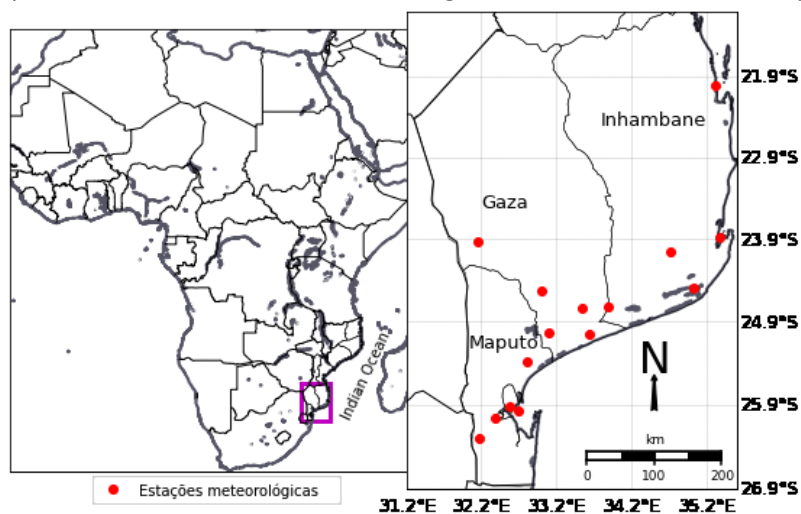 Inhambane
Gaza
Maputo
Indian Ocean
N
km
0 100 200
21.9°S
22.9°S
23.9°S
24.9°S
25.9°S
26.9°S
31.2°E 32.2°E 33.2°E 34.2°E 35.2°E
Estações meteorológicas